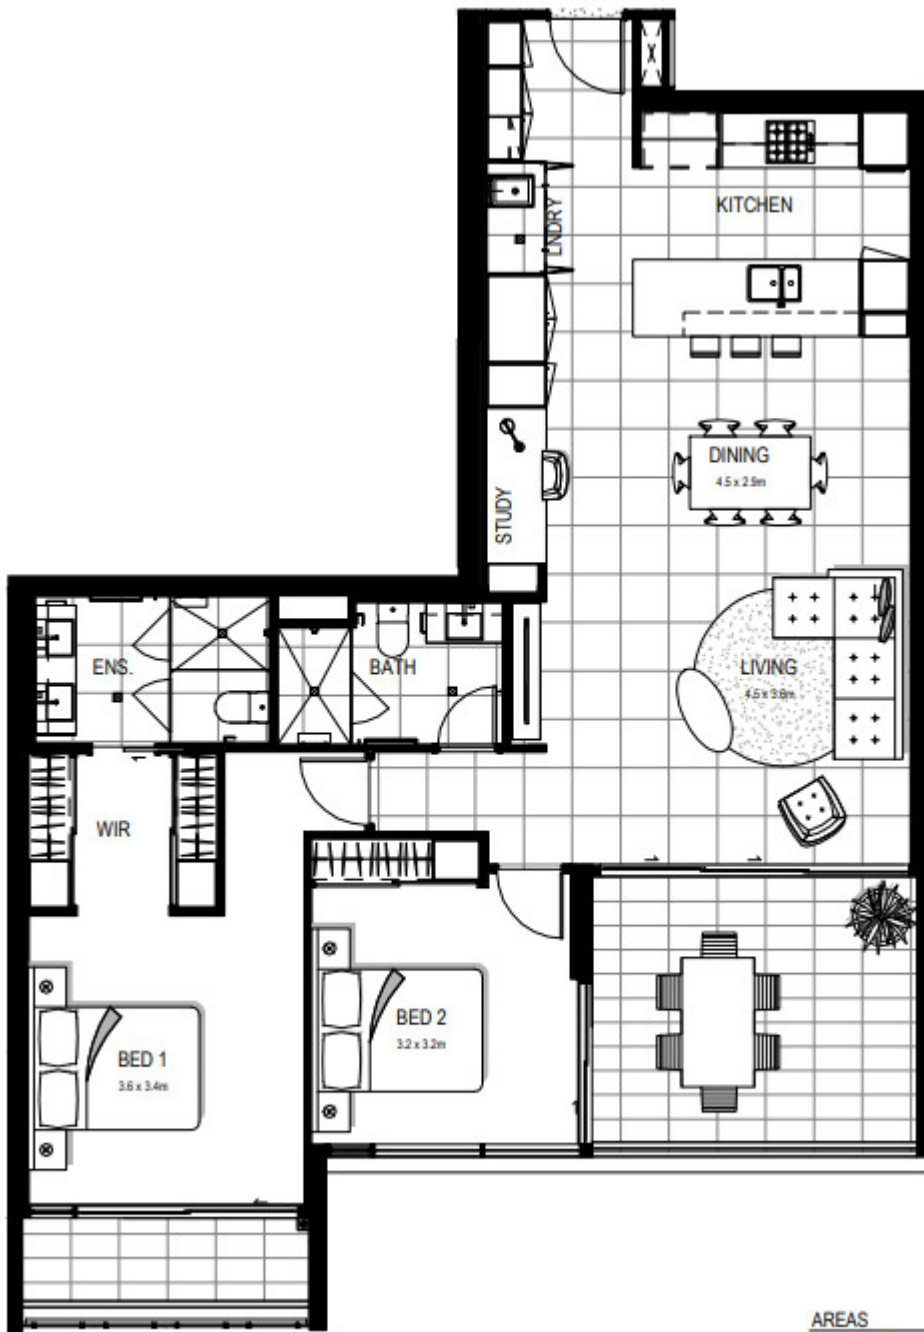 KITCHEN
LNDRY
DINING
4.5 x 2.9m
STUDY
ENS.
BATH
LIVING
4.5 x 3.6m
WIR
BED 1
3.6 x 3.4m
BED 2
3.2 x 3.2m
AREAS